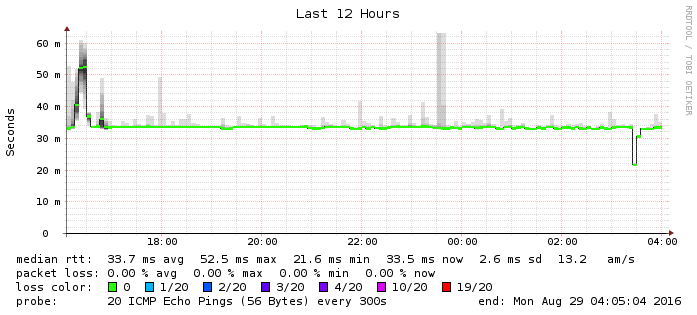 Last 12 Hours
RRDTOOL / TOBI OETIKER
Seconds
60 m
50 m
40 m
30 m
20 m
10 m
0
18:00 20:00 22:00 00:00 02:00 04:00
median rtt: 33.7 ms avg 52.5 ms max 21.6 ms min 33.5 ms now 2.6 ms sd 13.2 am/s
packet loss: 0.00 % avg 0.00 % max 0.00 % min 0.00 % now
loss color: 0 1/20 2/20 3/20 4/20 10/20 19/20
probe: 20 ICMP Echo Pings (56 Bytes) every 300s end: Mon Aug 29 04:05:04 2016